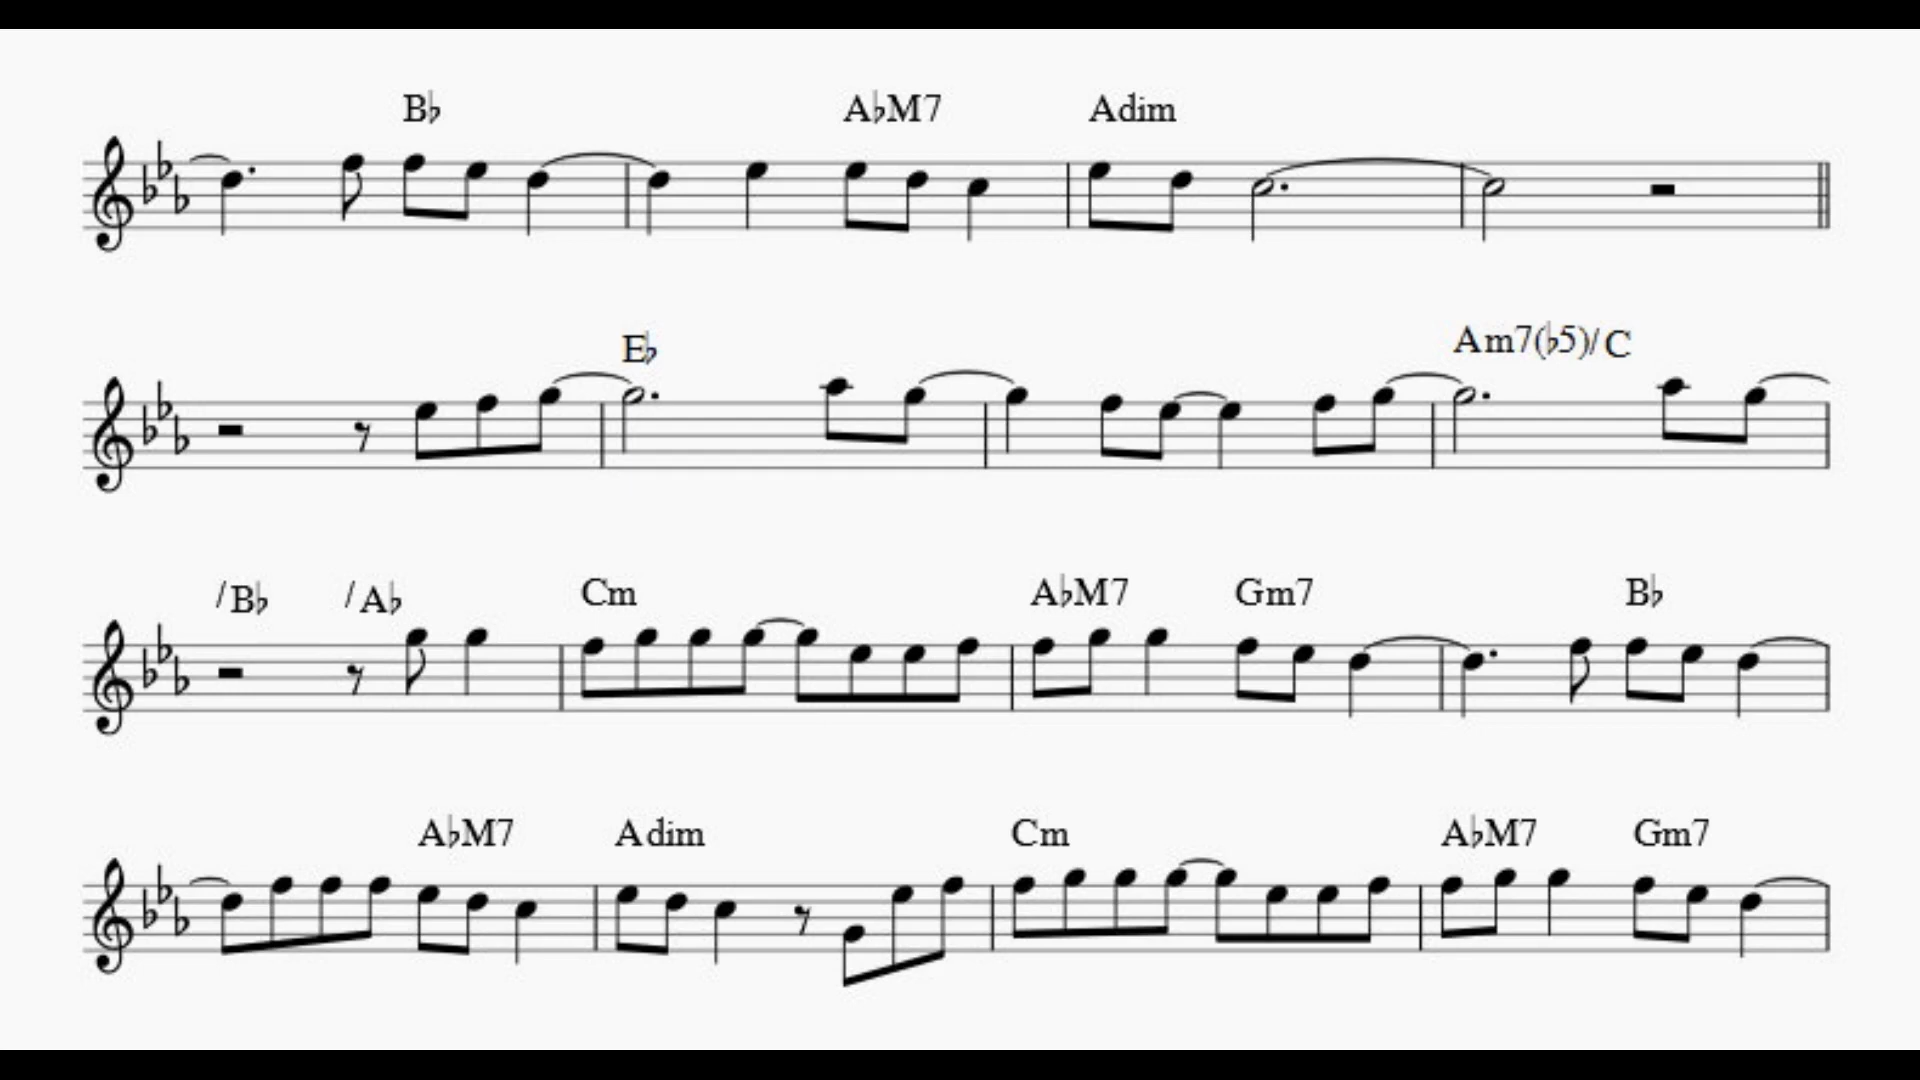 B♭ A♭M7 Adim
E♭ Am7(♭5)/C
/B♭ /A♭ Cm A♭M7 Gm7 B♭
A♭M7 Adim Cm A♭M7 Gm7